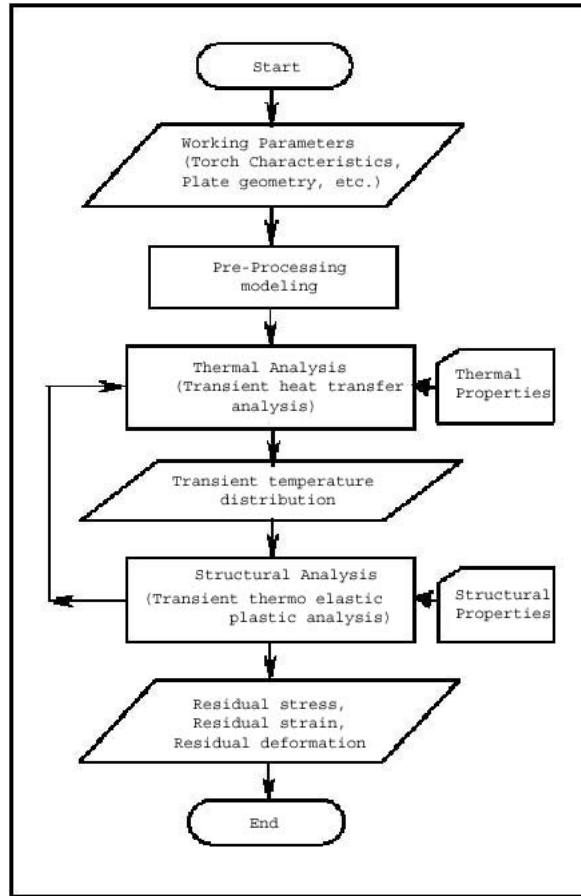 Start
Working Parameters
(Torch Characteristics,
Plate geometry, etc.)
Pre-Processing
modeling
Thermal Analysis
(Transient heat transfer
analysis)
Thermal
Properties
Transient temperature
distribution
Structural Analysis
(Transient thermo elastic
plastic analysis)
Structural
Properties
Residual stress,
Residual strain,
Residual deformation
End